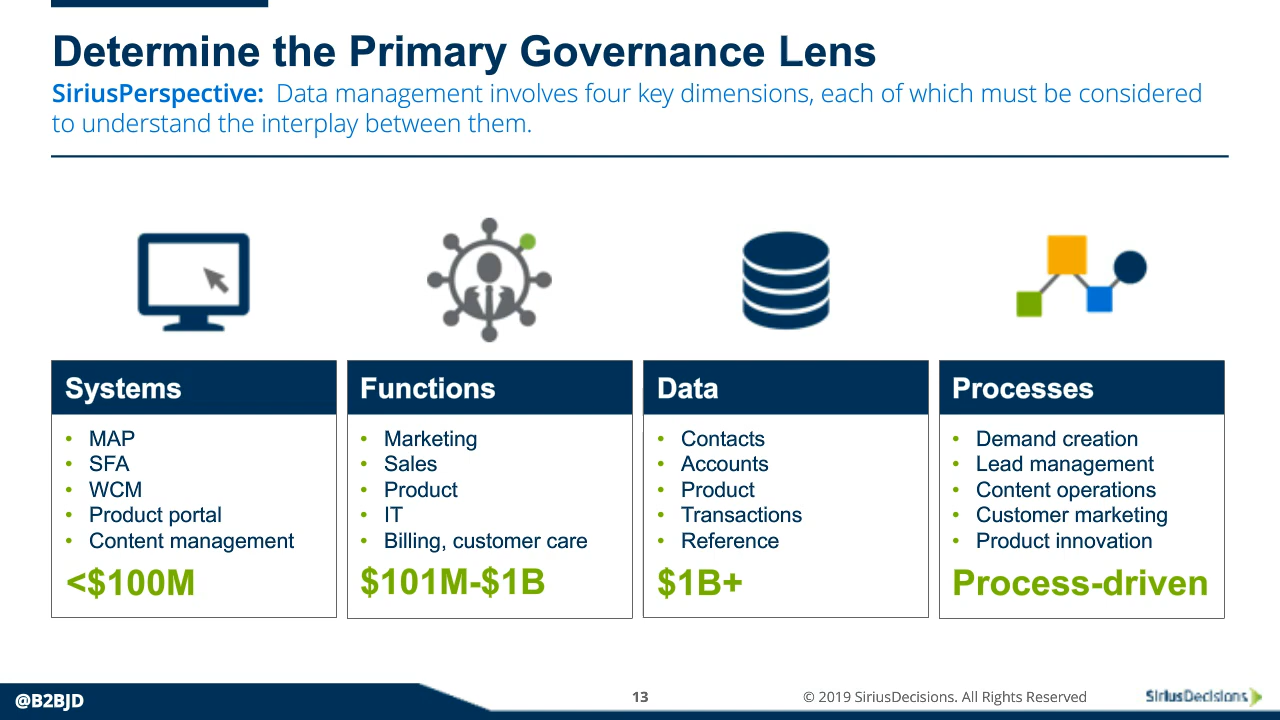 Determine the Primary Governance Lens
SiriusPerspective: Data management involves four key dimensions, each of which must be considered
to understand the interplay between them.
Systems
• MAP
• SFA
• WCM
• Product portal
• Content management
<$100M
Functions
• Marketing
• Sales
• Product
• IT
• Billing, customer care
$101M-$1B
Data
• Contacts
• Accounts
• Product
• Transactions
• Reference
$1B+
Processes
• Demand creation
• Lead management
• Content operations
• Customer marketing
• Product innovation
Process-driven
@B2BJD
13
© 2019 SiriusDecisions. All Rights Reserved
SiriusDecisions